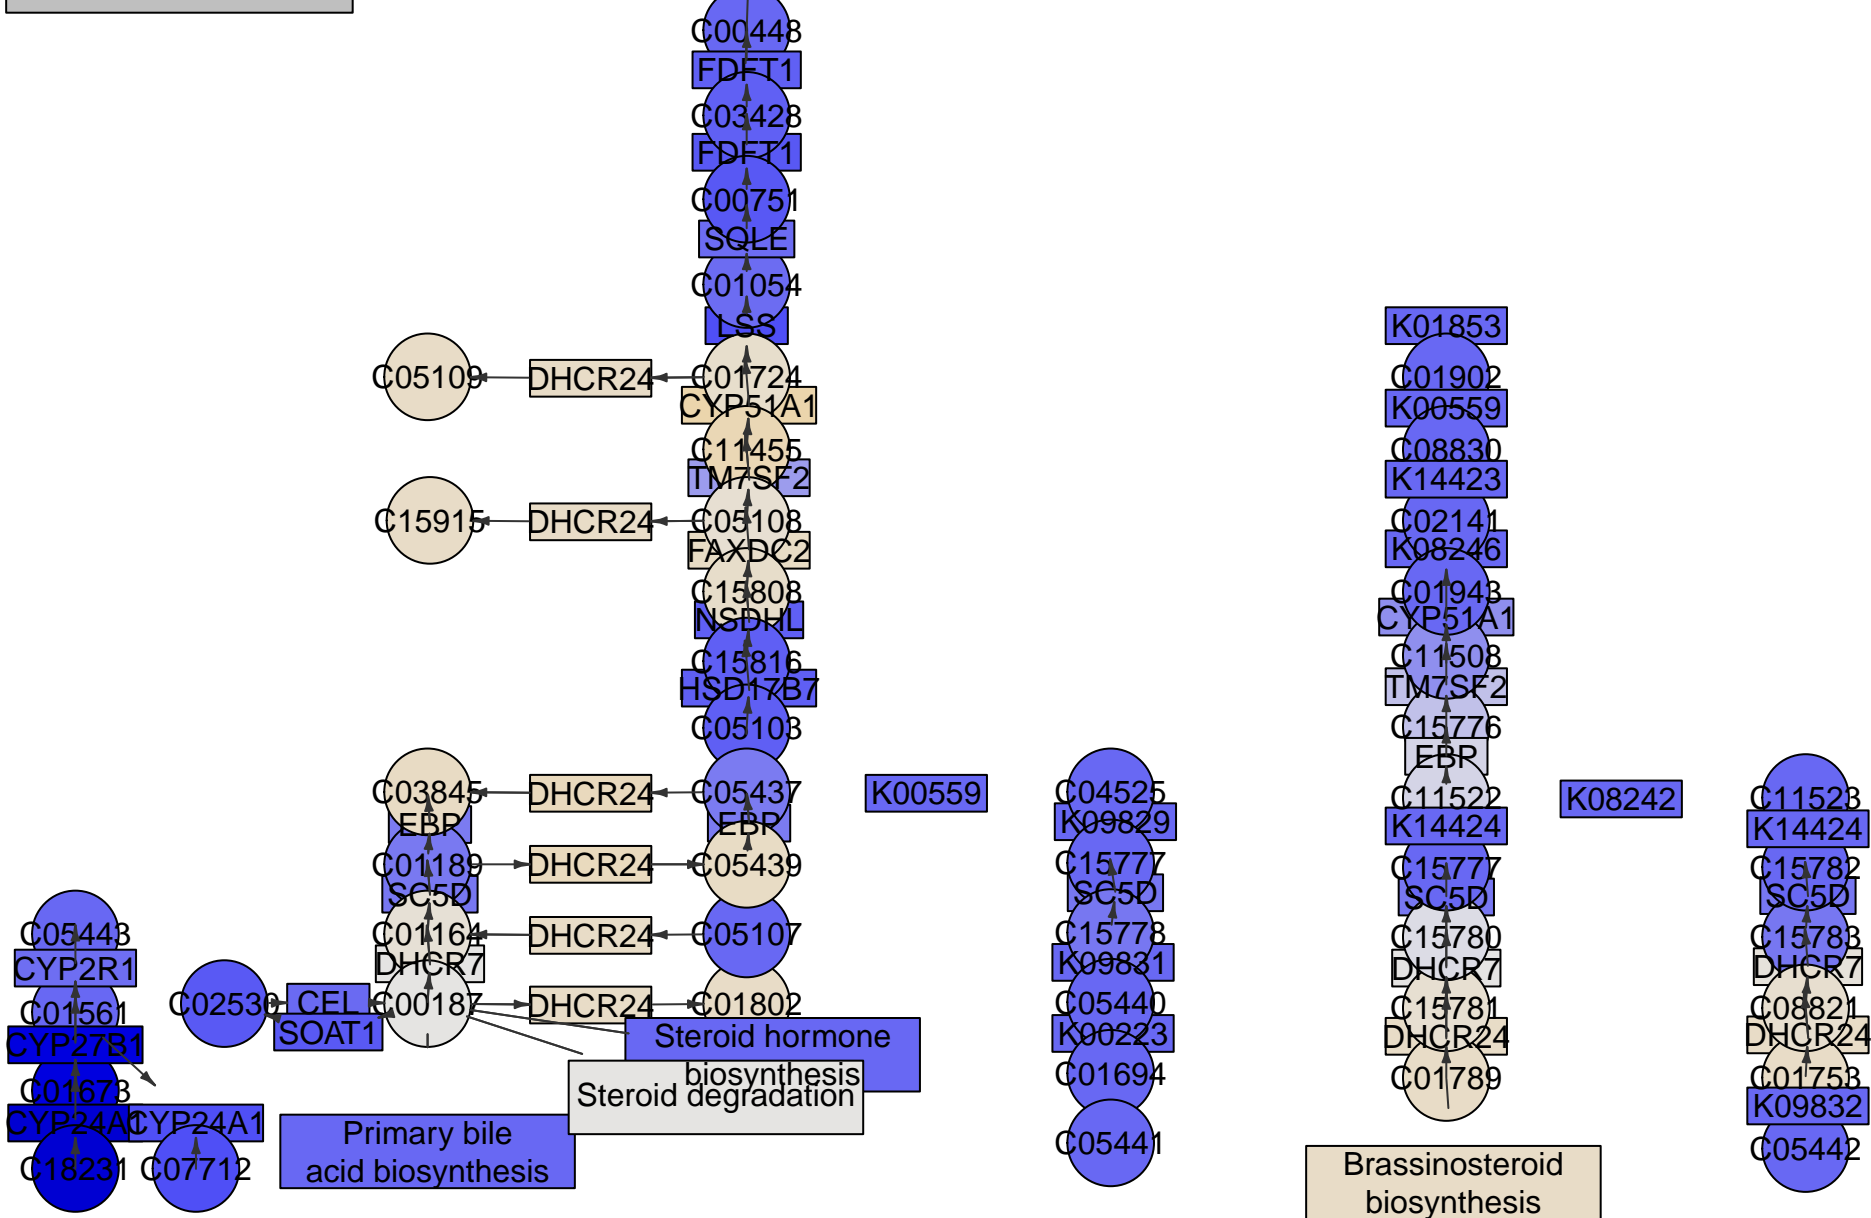 C00448
FDFT1
C03428
FDFT1
C00751
SQLE
C01054
LSS
C05109
DHCR24
C01724
CYP51A1
C11455
TM7SF2
C15915
DHCR24
C05108
FAXDC2
C15808
NSDHL
C15816
HSD17B7
C05103
C03845
DHCR24
C05437
EBP
EBP
C01189
DHCR24
C05439
SC5D
C01164
DHCR24
C05107
DHCR7
C02530
CEL
SOAT1
C00187
DHCR24
C01802
C05443
CYP2R1
C01561
CYP27B1
C01673
CYP24A1
CYP24A1
C18231
C07712
Steroid hormone
biosynthesis
Steroid degradation
Primary bile
acid biosynthesis
K00559
C04525
K09829
C15777
SC5D
C15778
K09831
C05440
K00223
C01694
C05441
K01853
C01902
K00559
C08830
K14423
C02141
K08246
C01943
CYP51A1
C11508
TM7SF2
C15776
EBP
C11522
K14424
C15777
SC5D
C15780
DHCR7
C15781
DHCR24
C01789
Brassinosteroid
biosynthesis
K08242
C11523
K14424
C15782
SC5D
C15783
DHCR7
C08821
DHCR24
C01753
K09832
C05442